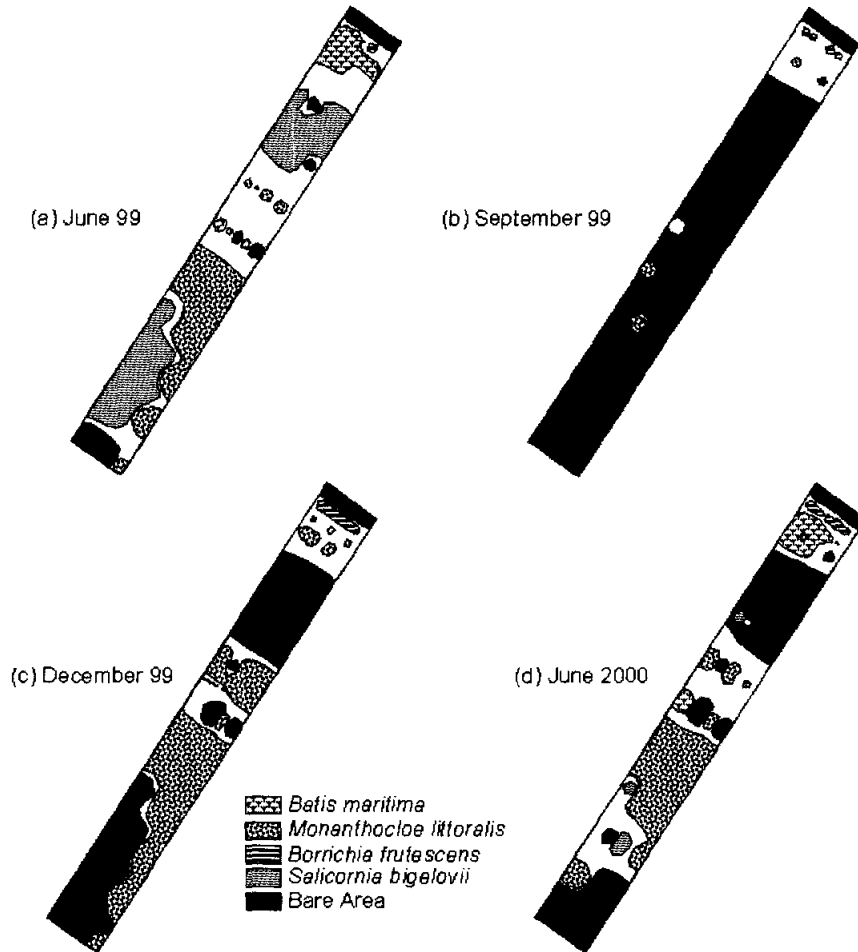 (a) June 99
(b) September 99
(c) December 99
(d) June 2000
Batis maritima
Monanthocloe littoralis
Borrichia frutescens
Salicornia bigelovii
Bare Area